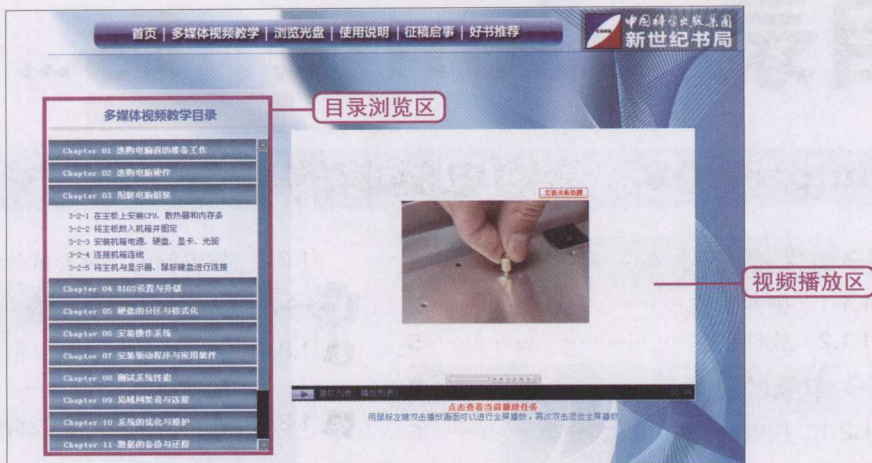 首页 | 多媒体视频教学 | 浏览光盘 | 使用说明 | 征稿启事 | 好书推荐
中国科学出版集团
新世纪书局
目录浏览区
多媒体视频教学目录
Chapter 01 选购电脑前的准备工作
Chapter 02 选购电脑硬件
Chapter 03 图解电脑组装
3-2-1 在主板上安装CPU、散热器和内存条
3-2-2 将主板放入机箱并固定
3-2-3 安装机箱电源、硬盘、显卡、光驱
3-2-4 连接机箱连线
3-2-5 将主机与显示器、鼠标键盘进行连接
Chapter 04 BIOS设置与升级
Chapter 05 硬盘的分区与格式化
Chapter 06 安装操作系统
Chapter 07 安装驱动程序与应用软件
Chapter 08 测试系统性能
Chapter 09 局域网架设与连接
Chapter 10 系统的优化与维护
Chapter 11 数据的备份与还原
视频播放区
点击查看当前播放任务
用鼠标左键双击播放画面可以进行全屏播放，再次双击退出全屏播放